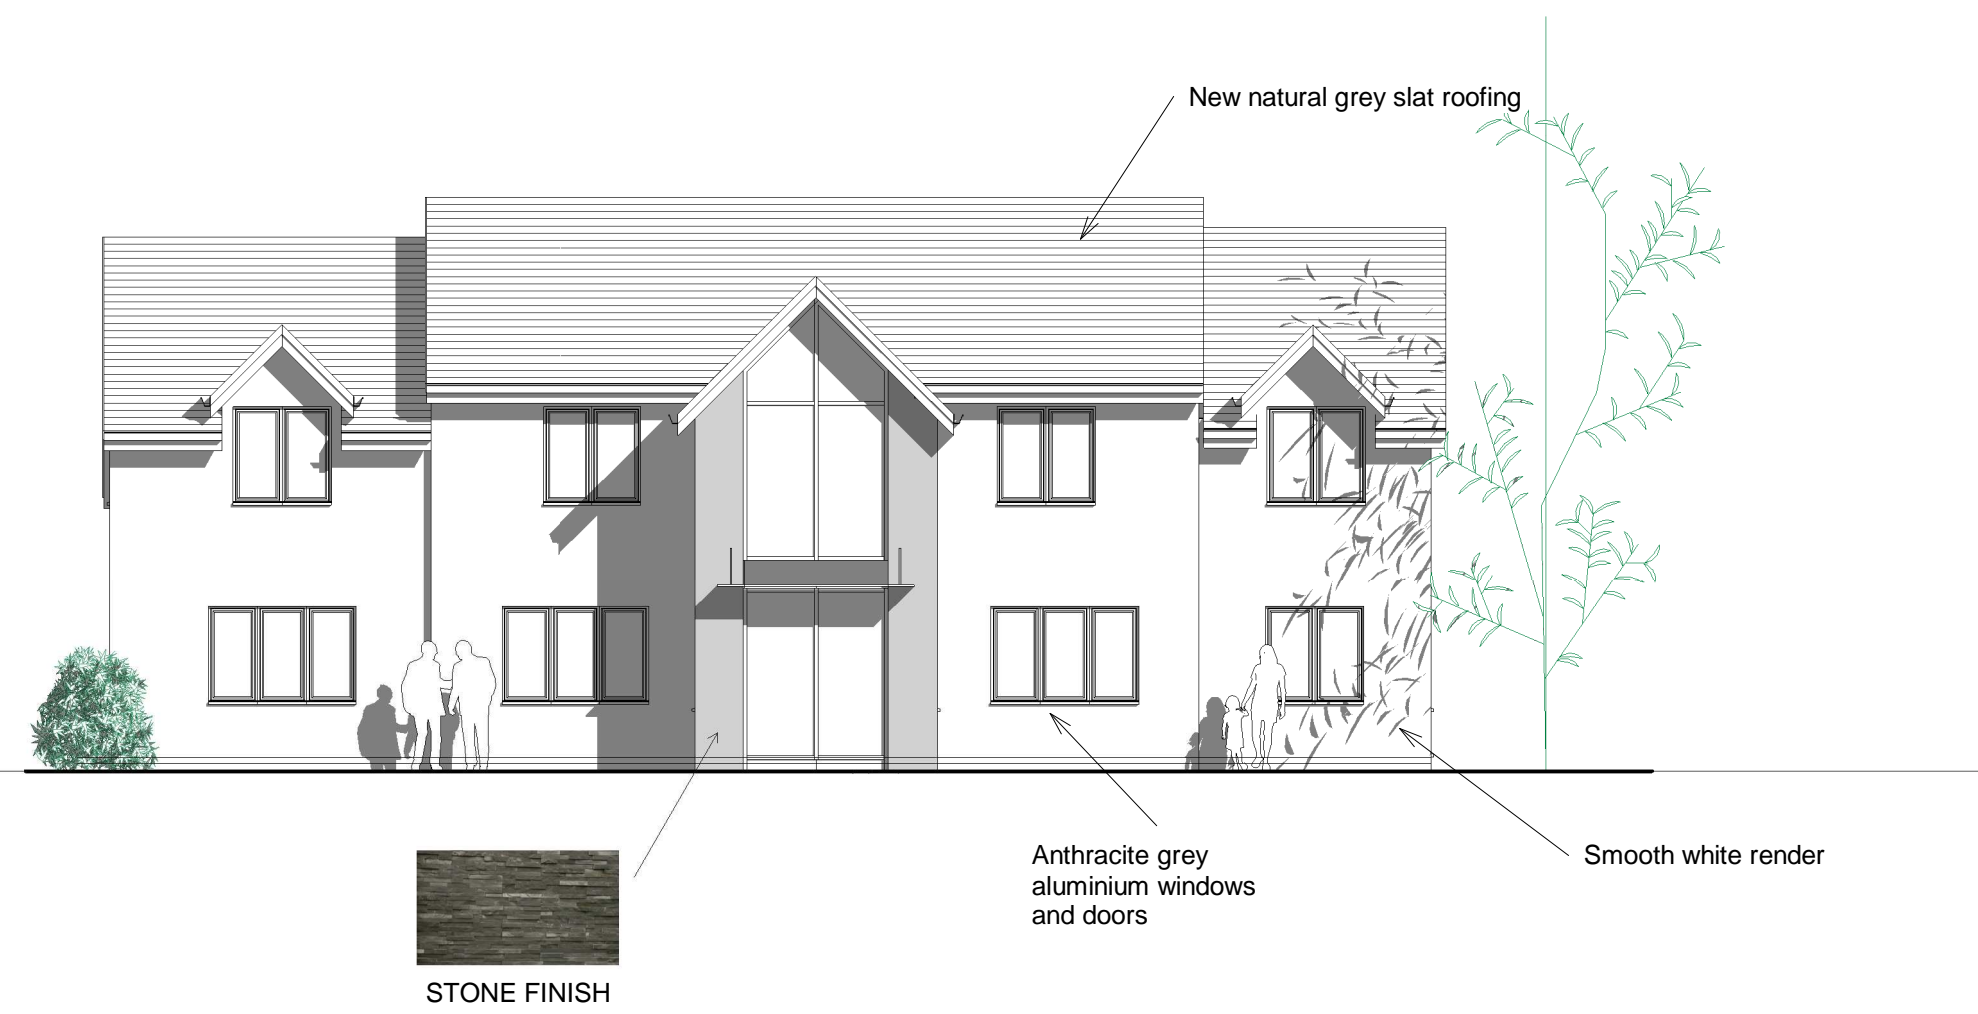 New natural grey slat roofing
Anthracite grey
aluminium windows
and doors
Smooth white render
STONE FINISH